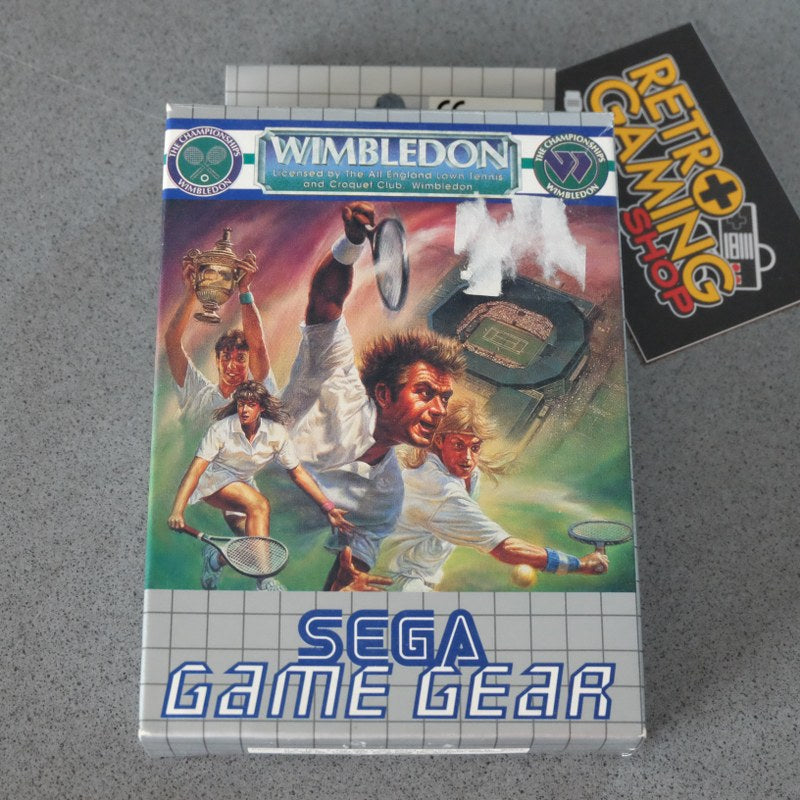 THE CHAMPIONSHIPS
WIMBLEDON
WIMBLEDON
Licensed by The All England Lawn Tennis
and Croquet Club, Wimbledon
THE CHAMPIONSHIPS
WIMBLEDON
CE
RETRO
GAMING
SHOP
SEGA
GAME GEAR